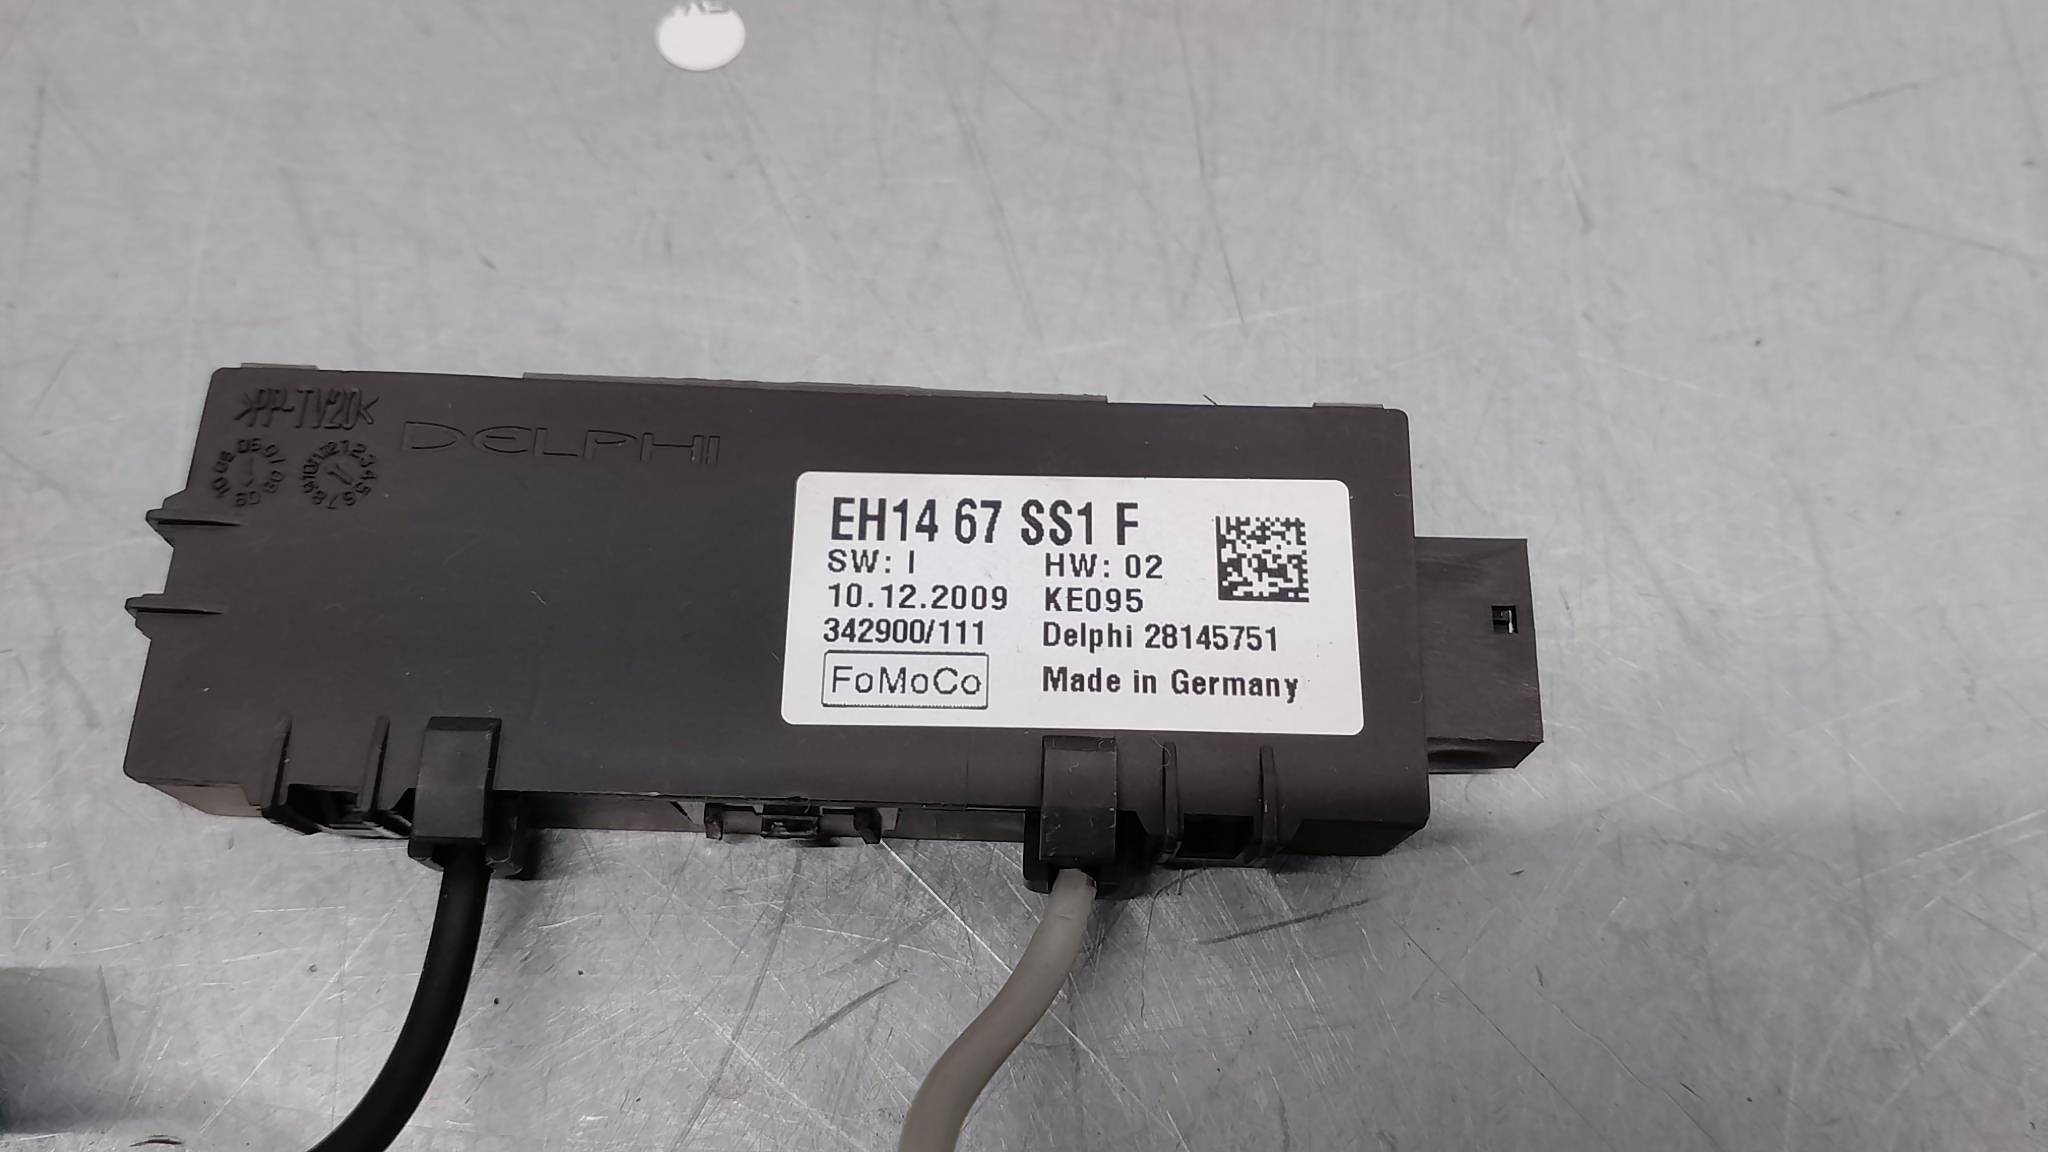 >PP-TV20<
DELPHI
EH14 67 SS1 F
SW: I HW: 02
10.12.2009 KE095
342900/111 Delphi 28145751
FoMoCo Made in Germany